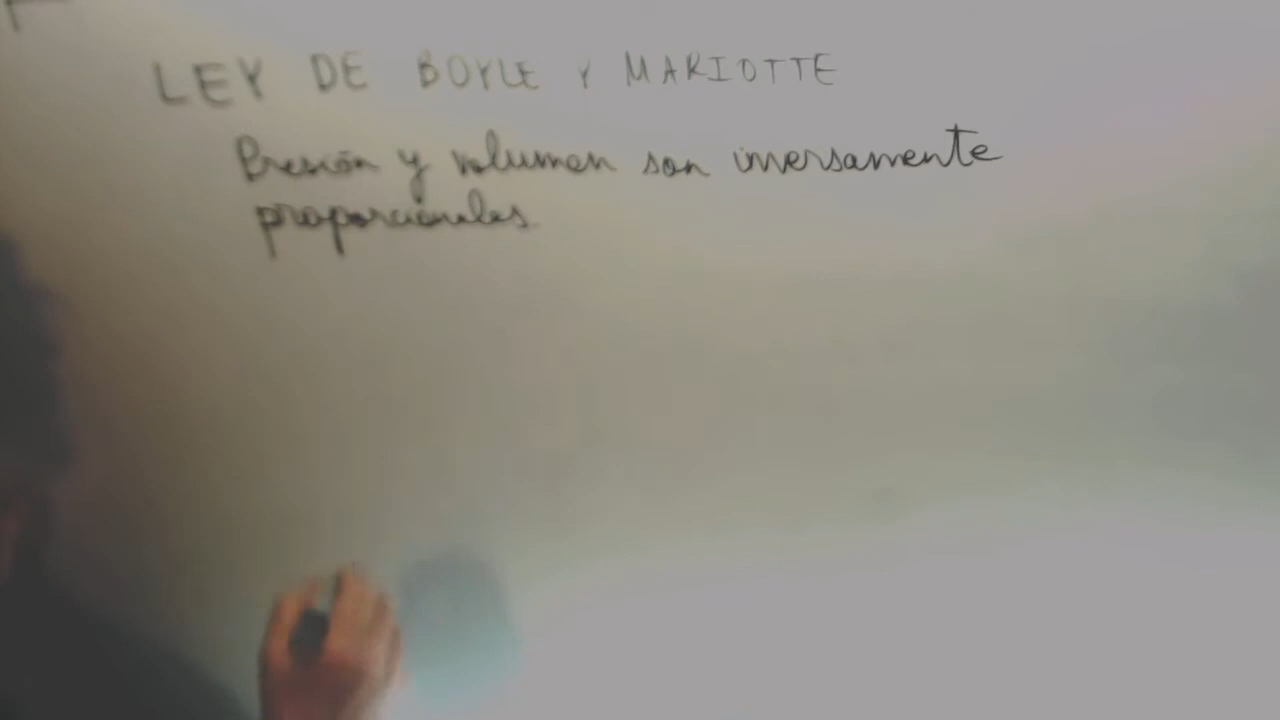 LEY DE BOYLE Y MARIOTTE
Presión y volumen son inversamente
proporcionales.